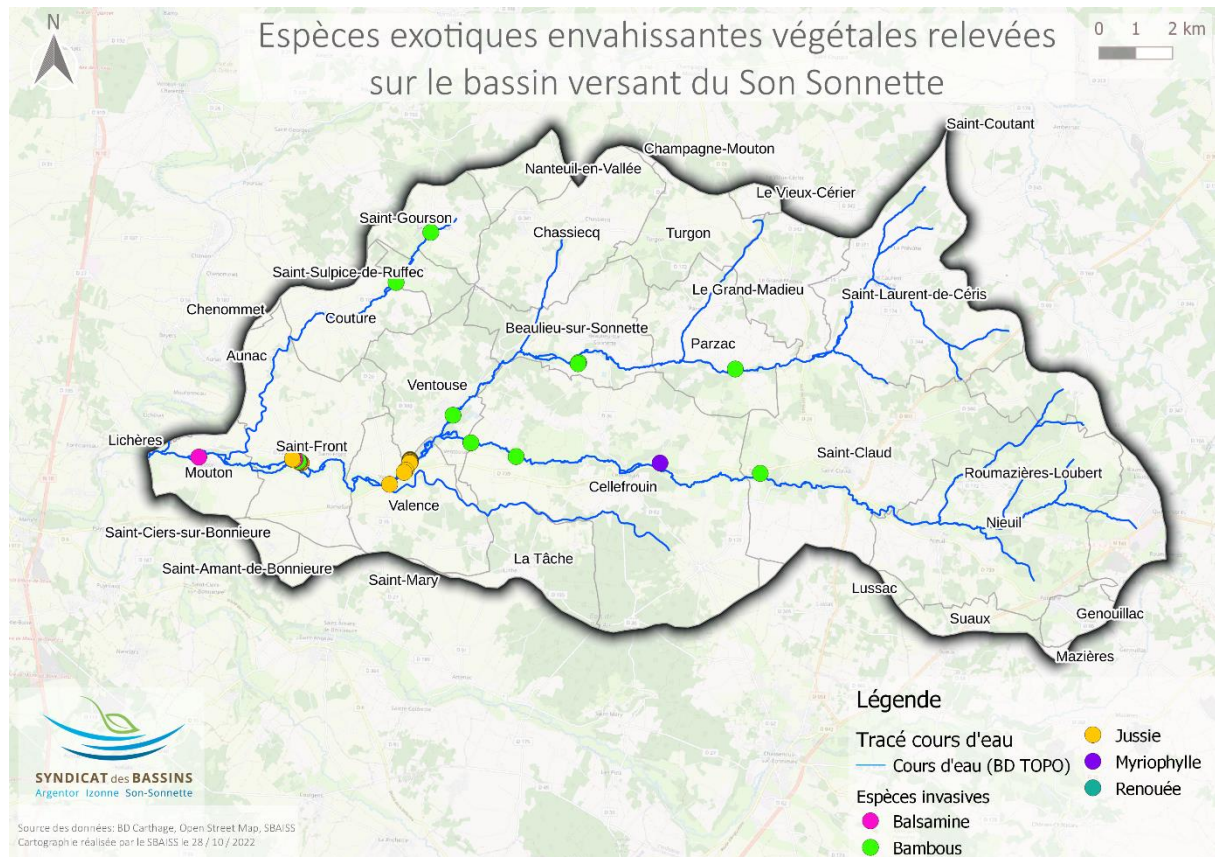 N
Espèces exotiques envahissantes végétales relevées
sur le bassin versant du Son Sonnette
0 1 2 km
Saint-Coutant
Champagne-Mouton
Nanteuil-en-Vallée
Le Vieux-Cérier
Saint-Gourson
Chassiecq
Turgon
Saint-Sulpice-de-Ruffec
Le Grand-Madieu
Saint-Laurent-de-Céris
Chenommet
Couture
Beaulieu-sur-Sonnette
Parzac
Aunac
Ventouse
Lichères
Saint-Front
Saint-Claud
Mouton
Roumazières-Loubert
Cellefrouin
Valence
Nieuil
Saint-Ciers-sur-Bonnieure
La Tâche
Saint-Amant-de-Bonnieure
Saint-Mary
Lussac
Suaux
Genouillac
Mazières
Légende
Tracé cours d'eau
Cours d'eau (BD TOPO)
Espèces invasives
Balsamine
Bambous
Jussie
Myriophylle
Renouée
SYNDICAT des BASSINS
Argentor Izonne Son-Sonnette
Source des données: BD Carthage, Open Street Map, SBAISS
Cartographie réalisée par le SBAISS le 28 / 10 / 2022